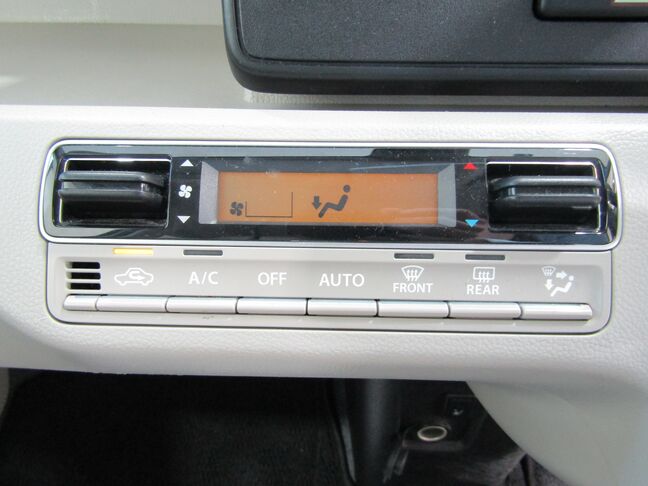 A/C OFF AUTO FRONT REAR